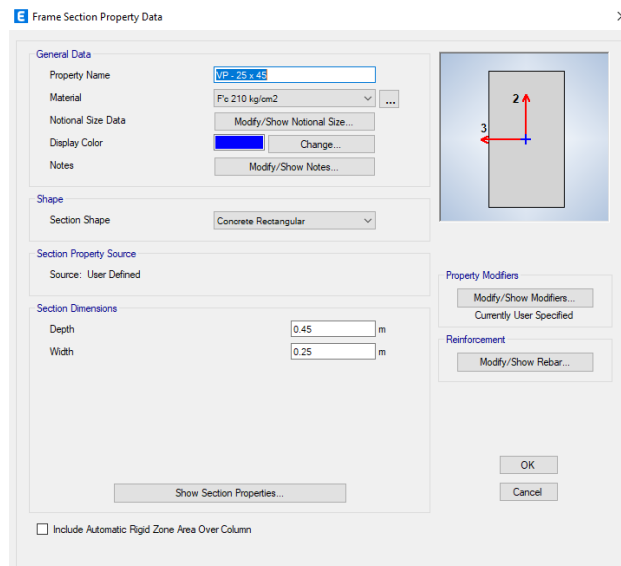 E Frame Section Property Data
General Data
Property Name VP - 25 x 45
Material F'c 210 kg/cm2 ...
Notional Size Data Modify/Show Notional Size...
Display Color Change...
Notes Modify/Show Notes...
2
3
Shape
Section Shape Concrete Rectangular
Section Property Source
Source: User Defined
Property Modifiers
Modify/Show Modifiers...
Currently User Specified
Section Dimensions
Depth 0.45 m
Width 0.25 m
Reinforcement
Modify/Show Rebar...
OK
Show Section Properties...
Cancel
Include Automatic Rigid Zone Area Over Column